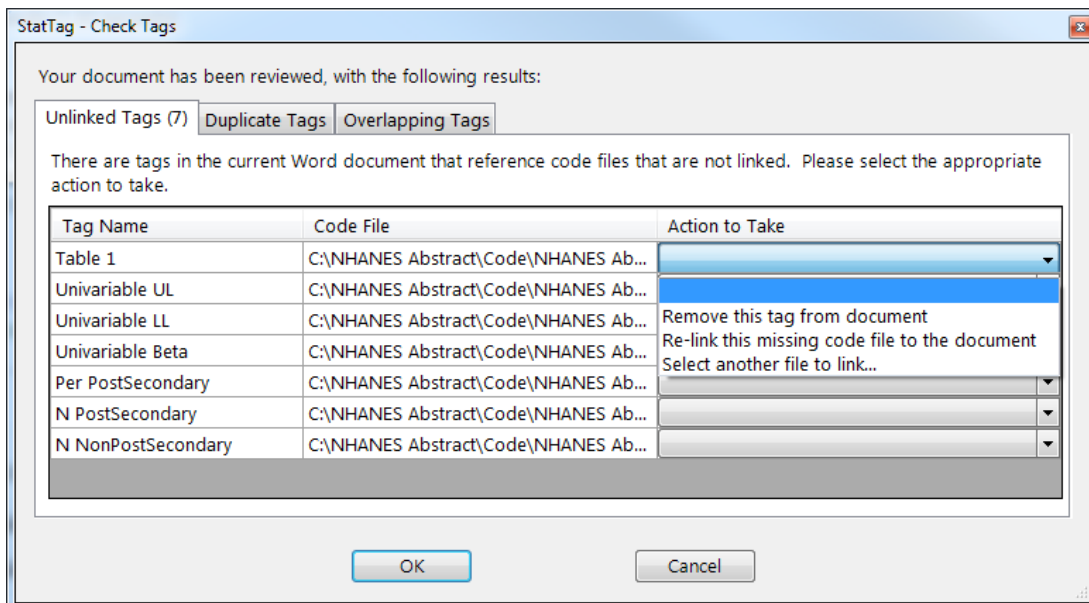 StatTag - Check Tags
Your document has been reviewed, with the following results:
Unlinked Tags (7) Duplicate Tags Overlapping Tags
There are tags in the current Word document that reference code files that are not linked. Please select the appropriate
action to take.
Tag Name Code File Action to Take
Table 1 C:\NHANES Abstract\Code\NHANES Ab...
Univariable UL C:\NHANES Abstract\Code\NHANES Ab...
Univariable LL C:\NHANES Abstract\Code\NHANES Ab... Remove this tag from document
Univariable Beta C:\NHANES Abstract\Code\NHANES Ab... Re-link this missing code file to the document
Per PostSecondary C:\NHANES Abstract\Code\NHANES Ab... Select another file to link...
N PostSecondary C:\NHANES Abstract\Code\NHANES Ab...
N NonPostSecondary C:\NHANES Abstract\Code\NHANES Ab...
OK Cancel